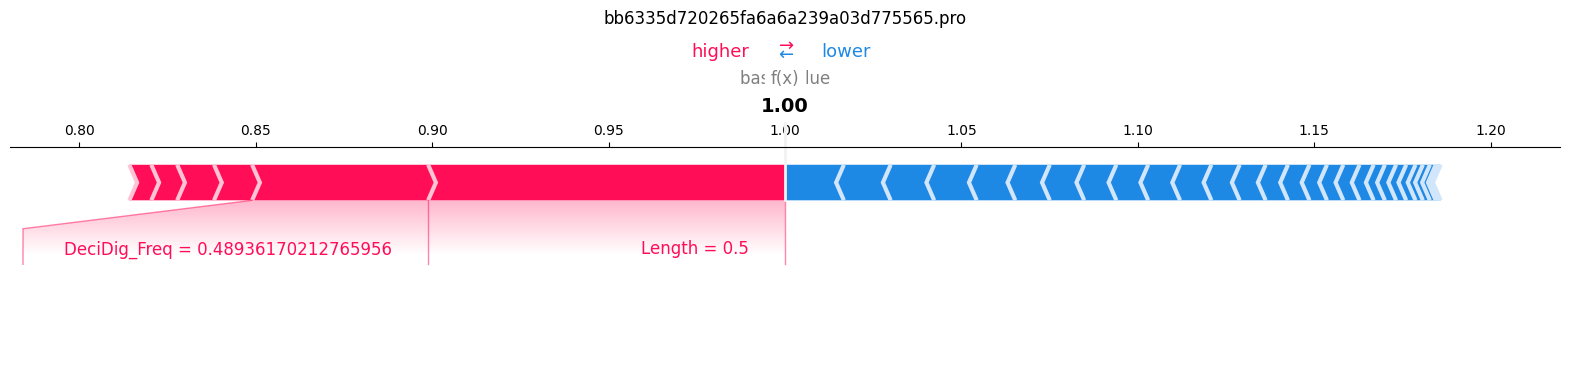 bb6335d720265fa6a6a239a03d775565.pro
higher ⇄ lower
f(x)
1.00
0.80 0.85 0.90 0.95 1.00 1.05 1.10 1.15 1.20
DeciDig_Freq = 0.48936170212765956 Length = 0.5